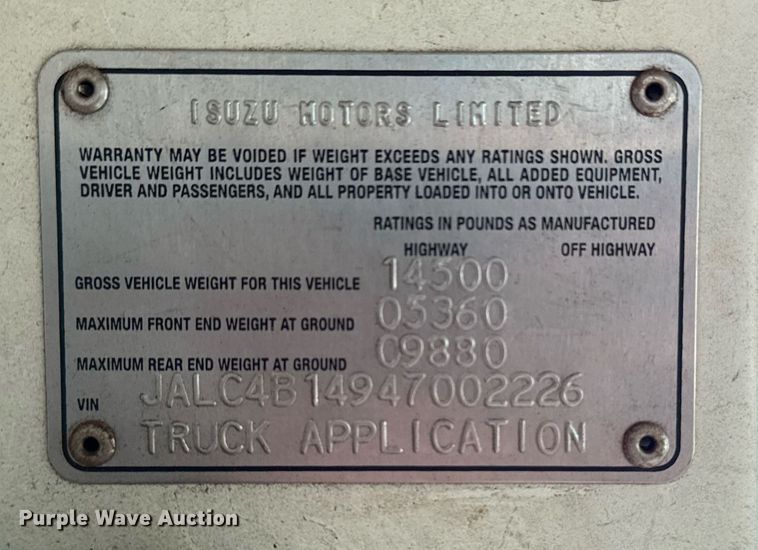 ISUZU MOTORS LIMITED
WARRANTY MAY BE VOIDED IF WEIGHT EXCEEDS ANY RATINGS SHOWN. GROSS
VEHICLE WEIGHT INCLUDES WEIGHT OF BASE VEHICLE, ALL ADDED EQUIPMENT,
DRIVER AND PASSENGERS, AND ALL PROPERTY LOADED INTO OR ONTO VEHICLE.
RATINGS IN POUNDS AS MANUFACTURED
HIGHWAY OFF HIGHWAY
GROSS VEHICLE WEIGHT FOR THIS VEHICLE 14500
MAXIMUM FRONT END WEIGHT AT GROUND 05360
MAXIMUM REAR END WEIGHT AT GROUND 09880
VIN JALC4B14947002226
TRUCK APPLICATION
Purple Wave Auction